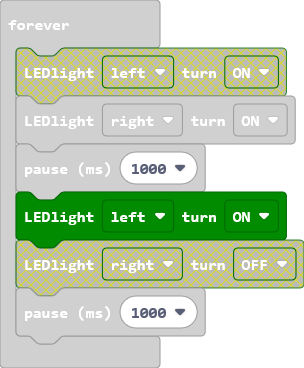 forever
LEDlight left turn ON
LEDlight right turn ON
pause (ms) 1000
LEDlight left turn ON
LEDlight right turn OFF
pause (ms) 1000